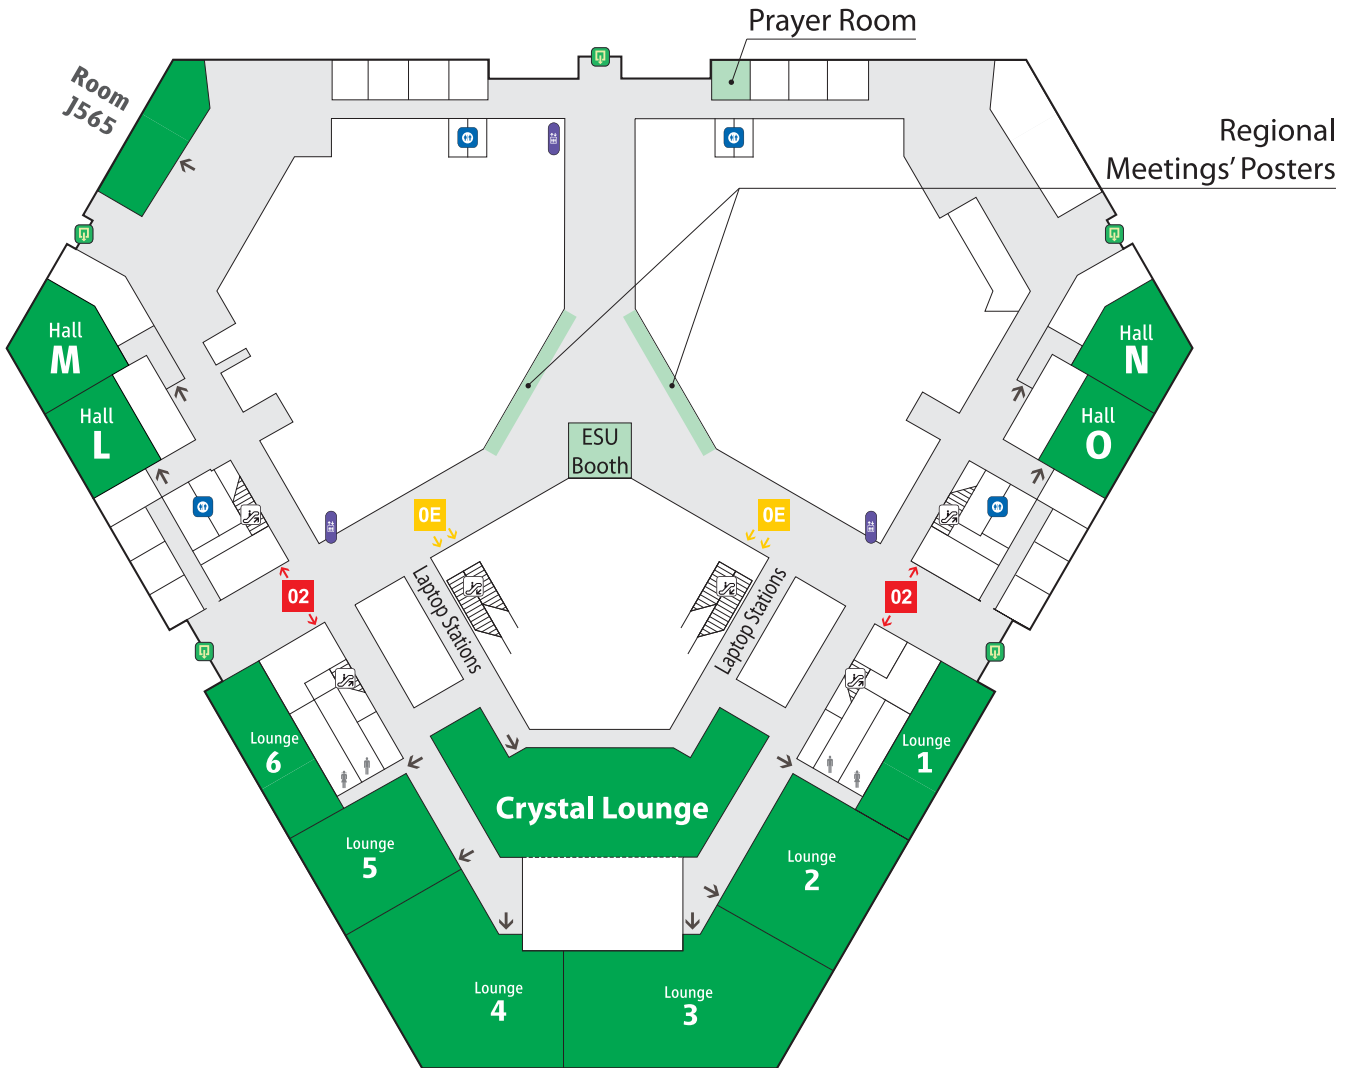 Prayer Room
Room
J565
Regional
Meetings' Posters
Hall
M
Hall
N
Hall
L
Hall
O
ESU
Booth
0E
0E
02
02
Laptop Stations
Laptop Stations
Lounge
6
Lounge
1
Crystal Lounge
Lounge
5
Lounge
2
Lounge
4
Lounge
3